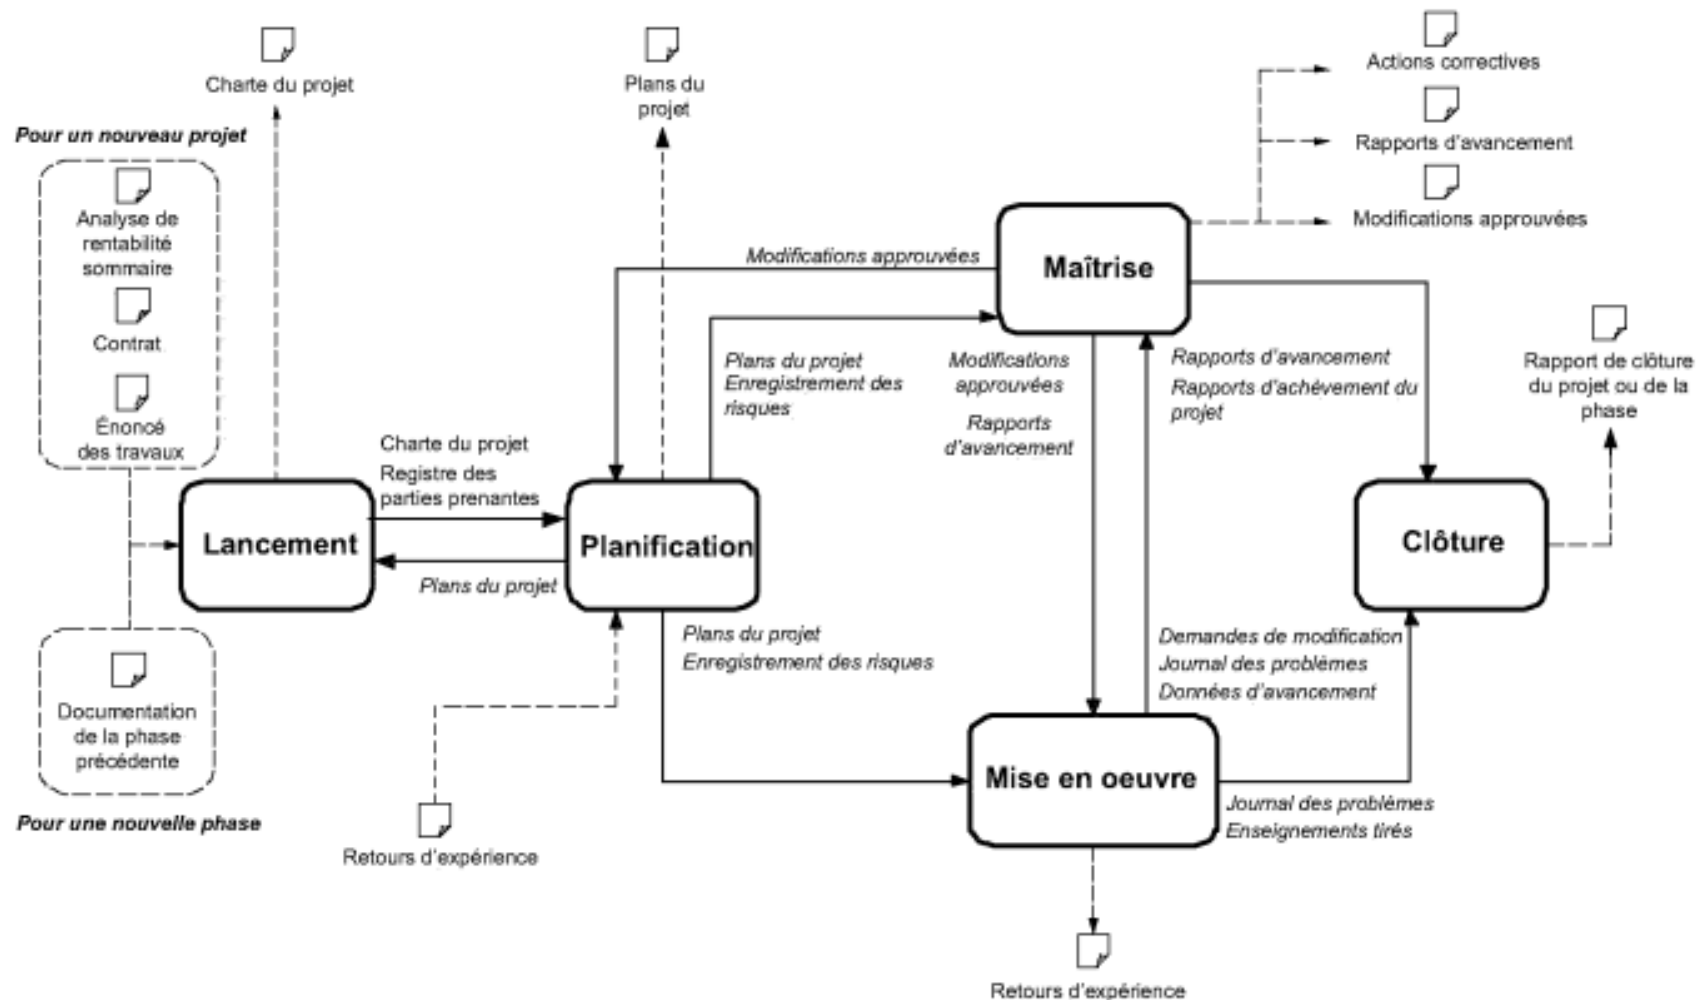 Charte du projet
Plans du
projet
Actions correctives
Rapports d'avancement
Modifications approuvées
Pour un nouveau projet
Analyse de
rentabilité
sommaire
Contrat
Énoncé
des travaux
Modifications approuvées
Maîtrise
Plans du projet
Enregistrement des
risques
Modifications
approuvées
Rapports
d'avancement
Rapports d'avancement
Rapports d'achèvement du
projet
Rapport de clôture
du projet ou de la
phase
Charte du projet
Registre des
parties prenantes
Lancement
Planification
Clôture
Plans du projet
Plans du projet
Enregistrement des risques
Demandes de modification
Journal des problèmes
Données d'avancement
Documentation
de la phase
précédente
Pour une nouvelle phase
Mise en oeuvre
Journal des problèmes
Enseignements tirés
Retours d'expérience
Retours d'expérience